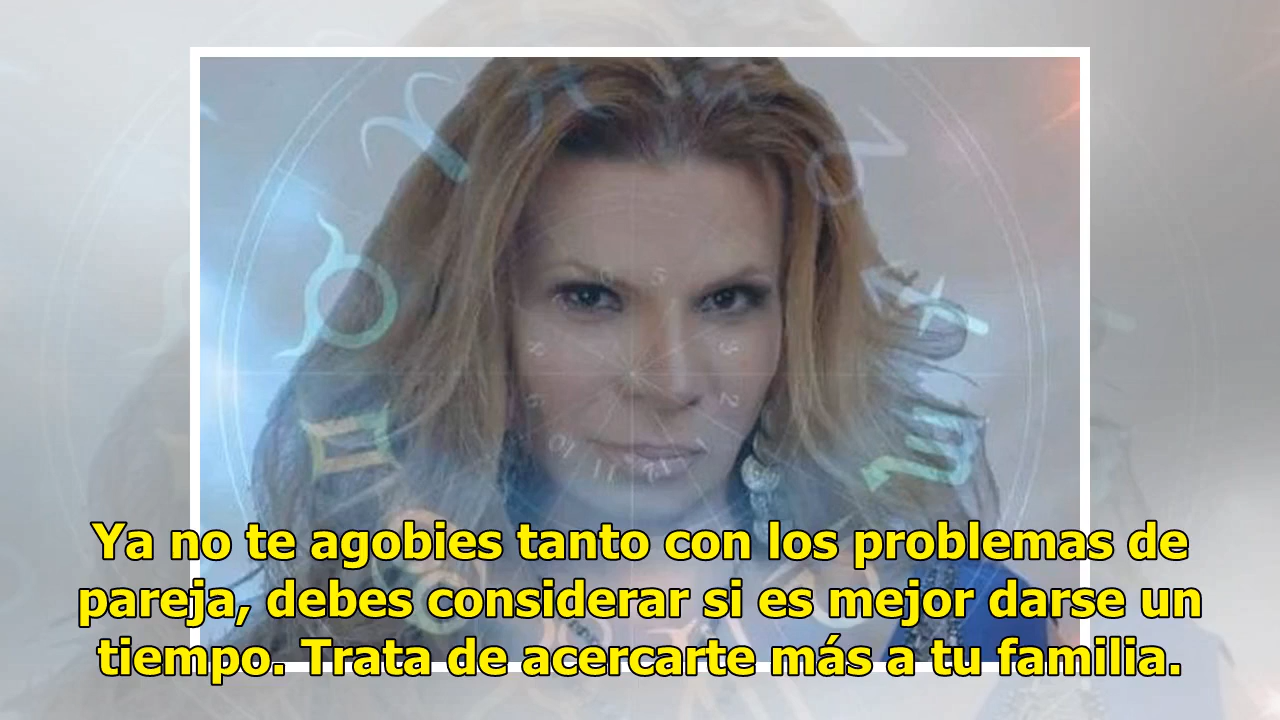 Ya no te agobies tanto con los problemas de
pareja, debes considerar si es mejor darse un
tiempo. Trata de acercarte más a tu familia.